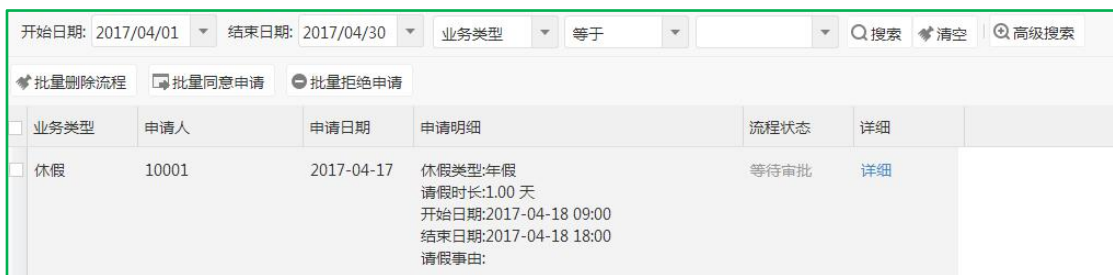 开始日期: 2017/04/01 结束日期: 2017/04/30 业务类型 等于 搜索 清空 高级搜索
批量删除流程 批量同意申请 批量拒绝申请
业务类型 申请人 申请日期 申请明细 流程状态 详细
休假 10001 2017-04-17 休假类型:年假 等待审批 详细
请假时长:1.00 天
开始日期:2017-04-18 09:00
结束日期:2017-04-18 18:00
请假事由: